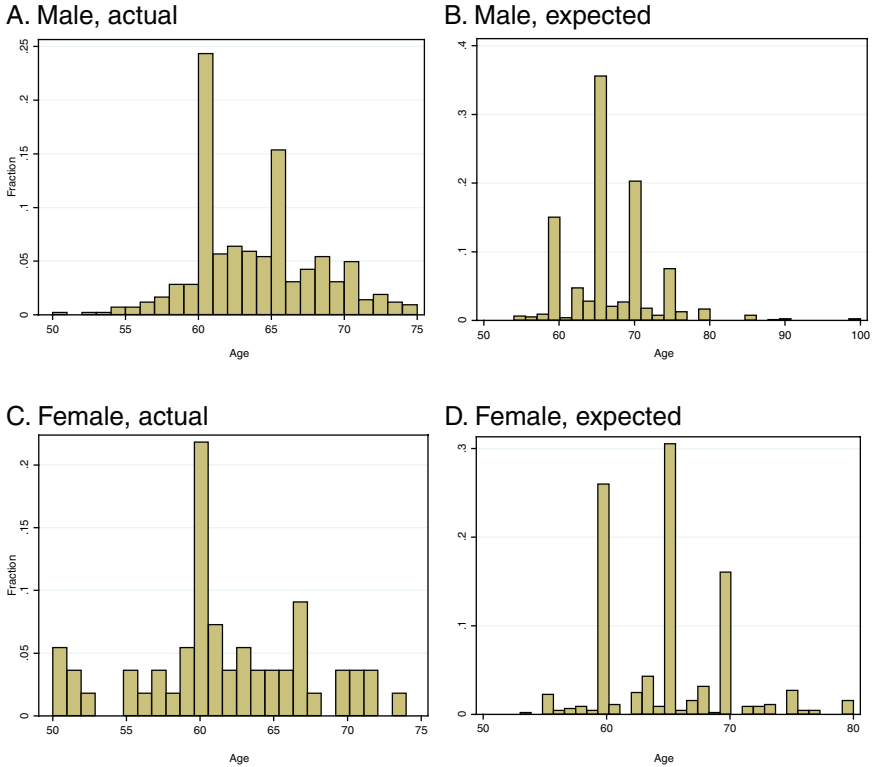 A. Male, actual
Fraction
.25
.2
.15
.1
.05
0
50 55 60 65 70 75
Age
B. Male, expected
.4
.3
.2
.1
0
50 60 70 80 90 100
Age
C. Female, actual
Fraction
.2
.15
.1
.05
0
50 55 60 65 70 75
Age
D. Female, expected
.3
.2
.1
0
50 60 70 80
Age